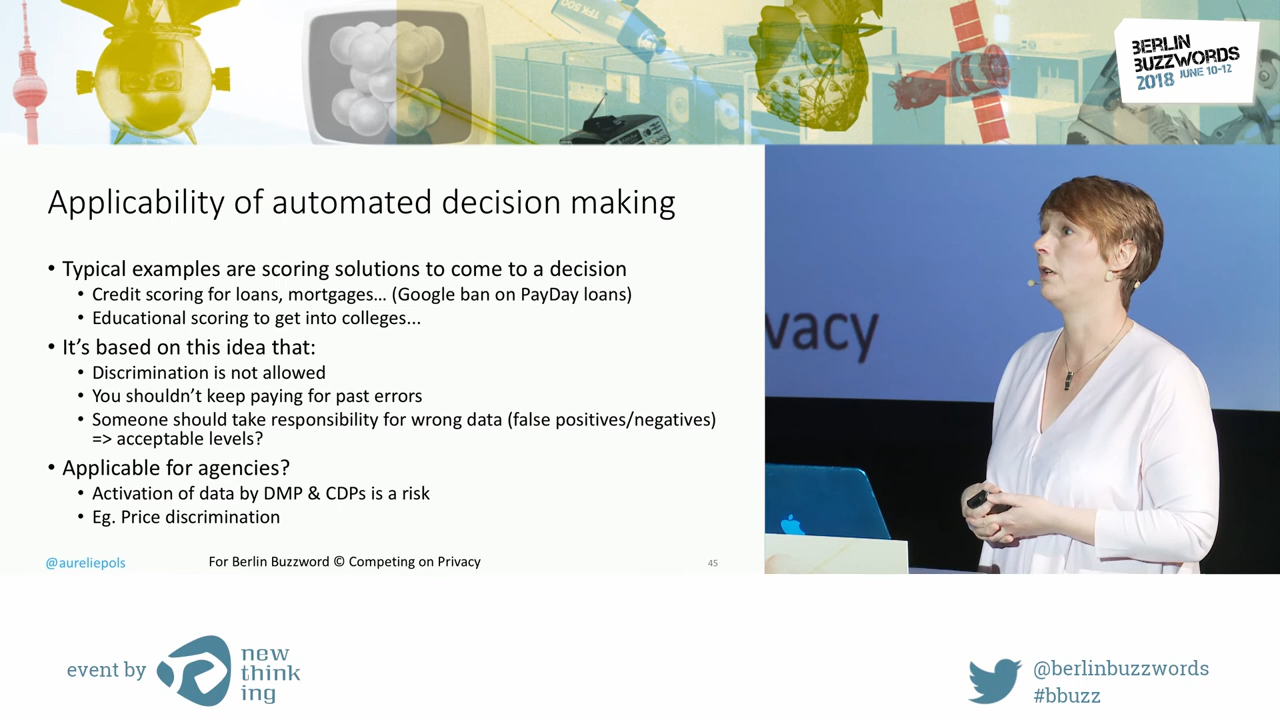 BERLIN
BUZZWORDS
2018 JUNE 10-12
TFK 500
Applicability of automated decision making
• Typical examples are scoring solutions to come to a decision
• Credit scoring for loans, mortgages... (Google ban on PayDay loans)
• Educational scoring to get into colleges...
• It's based on this idea that:
• Discrimination is not allowed
• You shouldn't keep paying for past errors
• Someone should take responsibility for wrong data (false positives/negatives)
=> acceptable levels?
• Applicable for agencies?
• Activation of data by DMP & CDPs is a risk
• Eg. Price discrimination
@aureliepols For Berlin Buzzword © Competing on Privacy 45
vacy
event by
new
think
ing
@berlinbuzzwords
#bbuzz